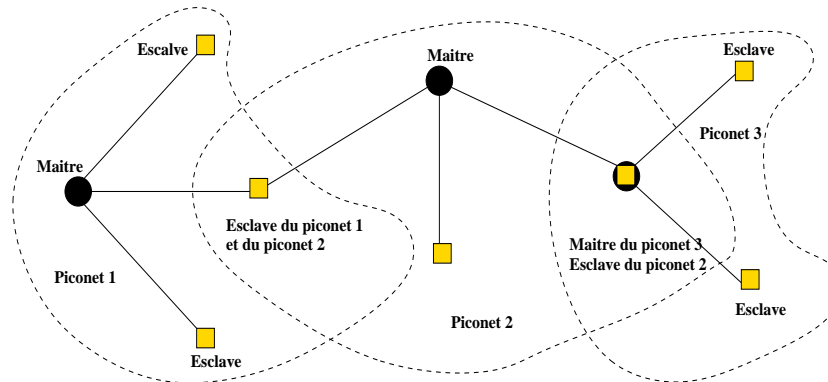 Escalve
Maitre
Esclave
Piconet 3
Maitre
Esclave du piconet 1
et du piconet 2
Maitre du piconet 3
Esclave du piconet 2
Piconet 1
Piconet 2
Esclave
Esclave